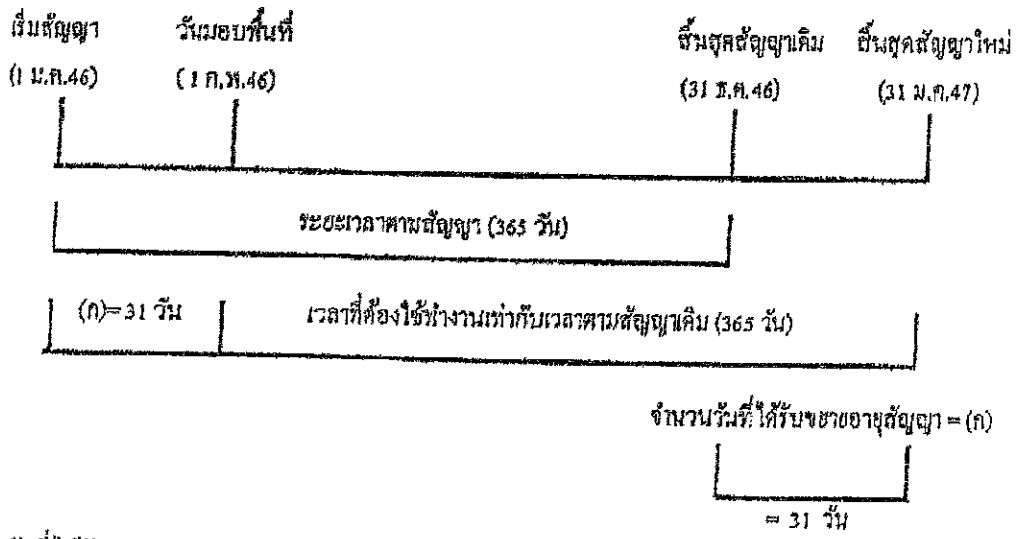 เริ่มสัญญา วันมอบพื้นที่ สิ้นสุดสัญญาเดิม สิ้นสุดสัญญาใหม่
(1 ม.ค.46) (1 ก.พ.46) (31 ธ.ค.46) (31 ม.ค.47)
ระยะเวลาตามสัญญา (365 วัน)
(ก)=31 วัน เวลาที่ต้องใช้ทำงานเท่ากับเวลาตามสัญญาเดิม (365 วัน)
จำนวนวันที่ได้รับขยายอายุสัญญา = (ก)
= 31 วัน